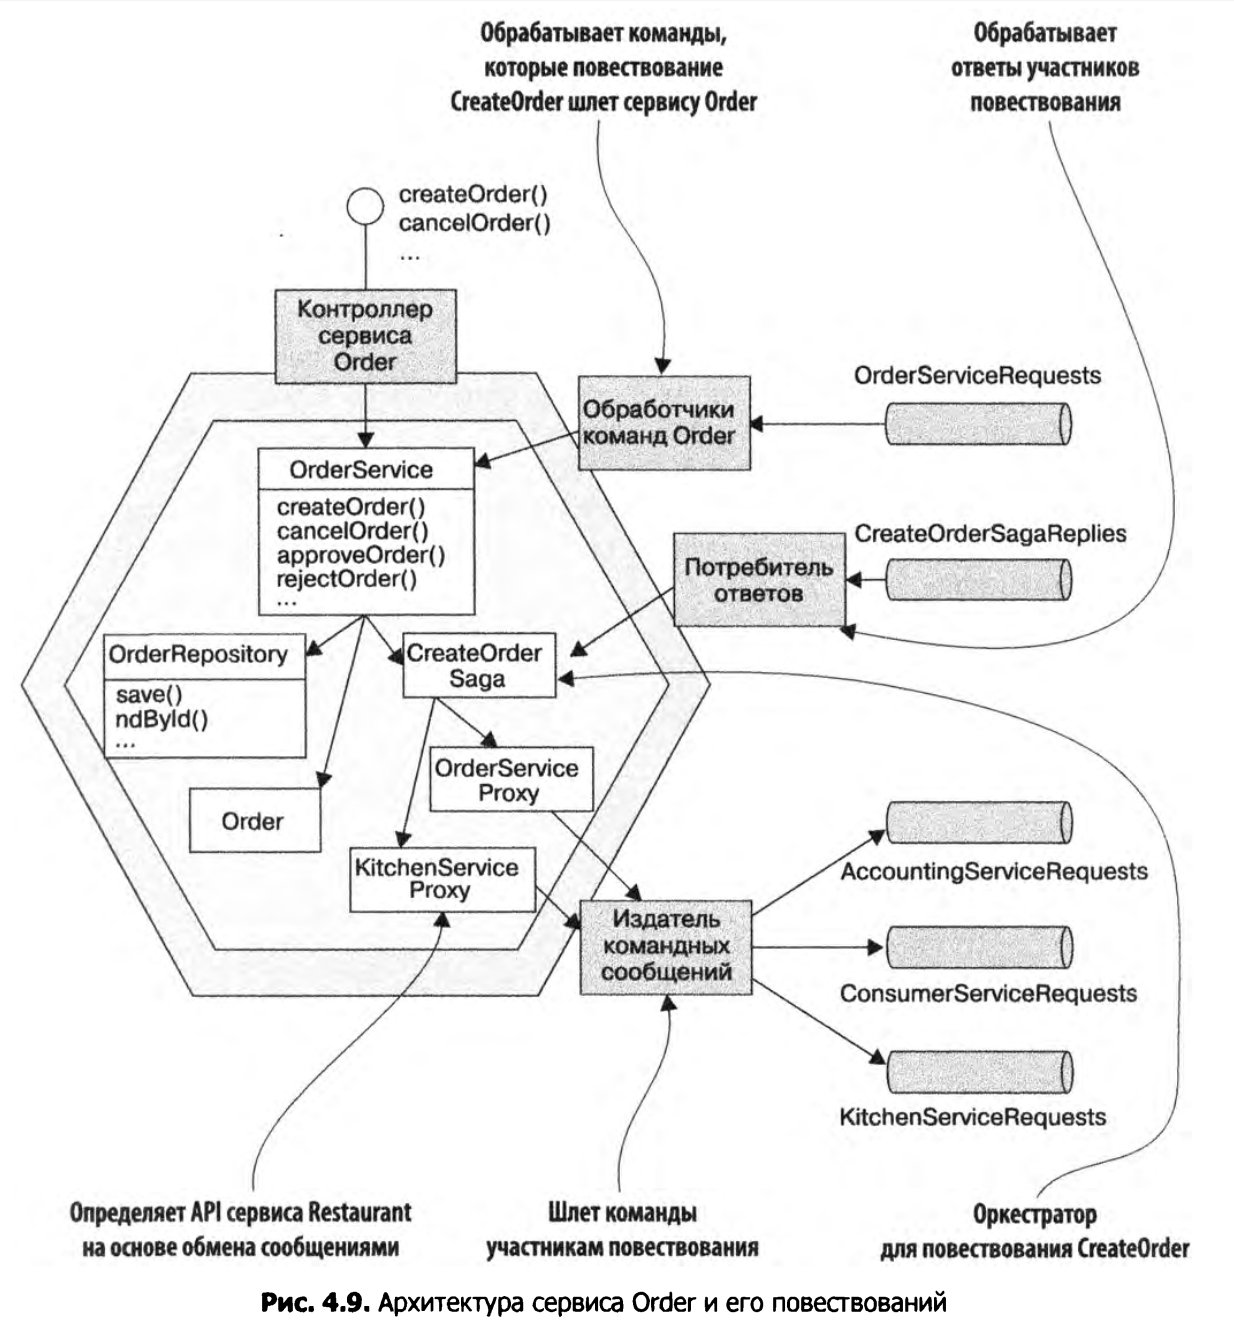 Обрабатывает команды,
которые повествование
CreateOrder шлет сервису Order
Обрабатывает
ответы участников
повествования
createOrder()
cancelOrder()
...
Контроллер
сервиса
Order
OrderServiceRequests
Обработчики
команд Order
OrderService
createOrder()
cancelOrder()
approveOrder()
rejectOrder()
...
CreateOrderSagaReplies
Потребитель
ответов
OrderRepository
save()
ndById()
...
CreateOrder
Saga
OrderService
Proxy
Order
KitchenService
Proxy
Издатель
командных
сообщений
AccountingServiceRequests
ConsumerServiceRequests
KitchenServiceRequests
Определяет API сервиса Restaurant
на основе обмена сообщениями
Шлет команды
участникам повествования
Оркестратор
для повествования CreateOrder
Рис. 4.9. Архитектура сервиса Order и его повествований